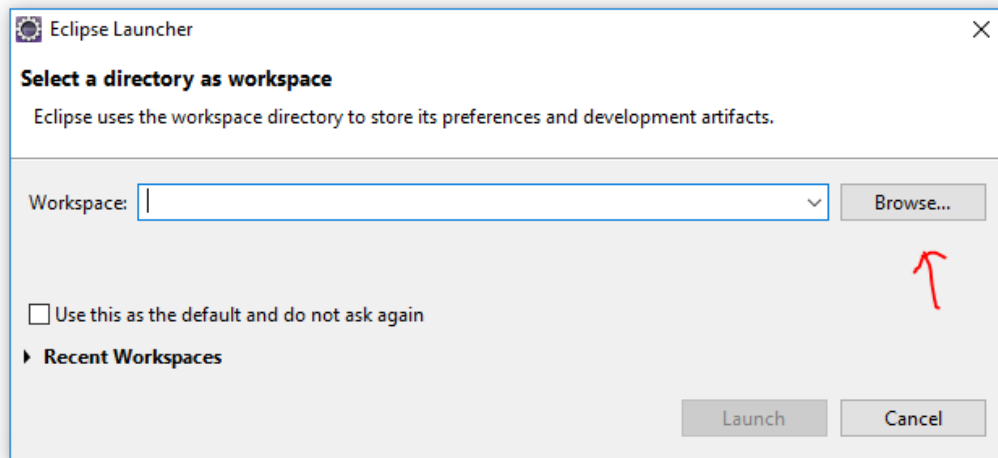 Eclipse Launcher
Select a directory as workspace
Eclipse uses the workspace directory to store its preferences and development artifacts.
Workspace:
Browse...
Use this as the default and do not ask again
Recent Workspaces
Launch
Cancel